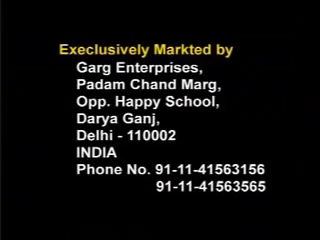 Execlusively Markted by
Garg Enterprises,
Padam Chand Marg,
Opp. Happy School,
Darya Ganj,
Delhi - 110002
INDIA
Phone No. 91-11-41563156
91-11-41563565